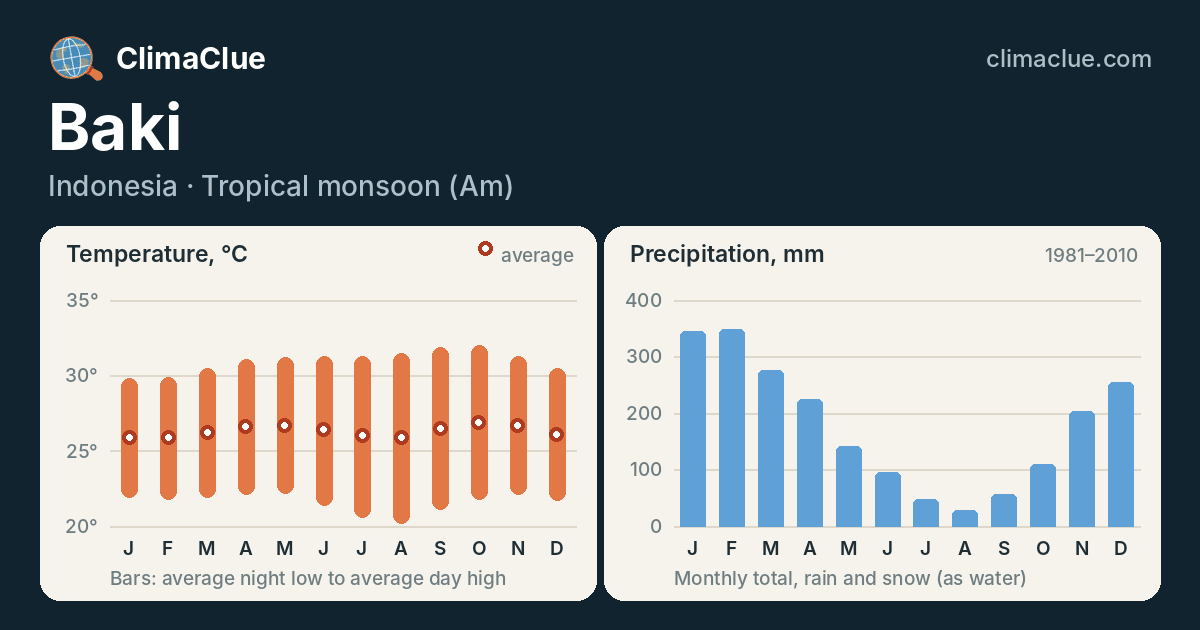 ClimaClue
climaclue.com
Baki
Indonesia · Tropical monsoon (Am)
Temperature, °C
average
35°
30°
25°
20°
J F M A M J J A S O N D
Bars: average night low to average day high
Precipitation, mm
1981–2010
400
300
200
100
0
J F M A M J J A S O N D
Monthly total, rain and snow (as water)